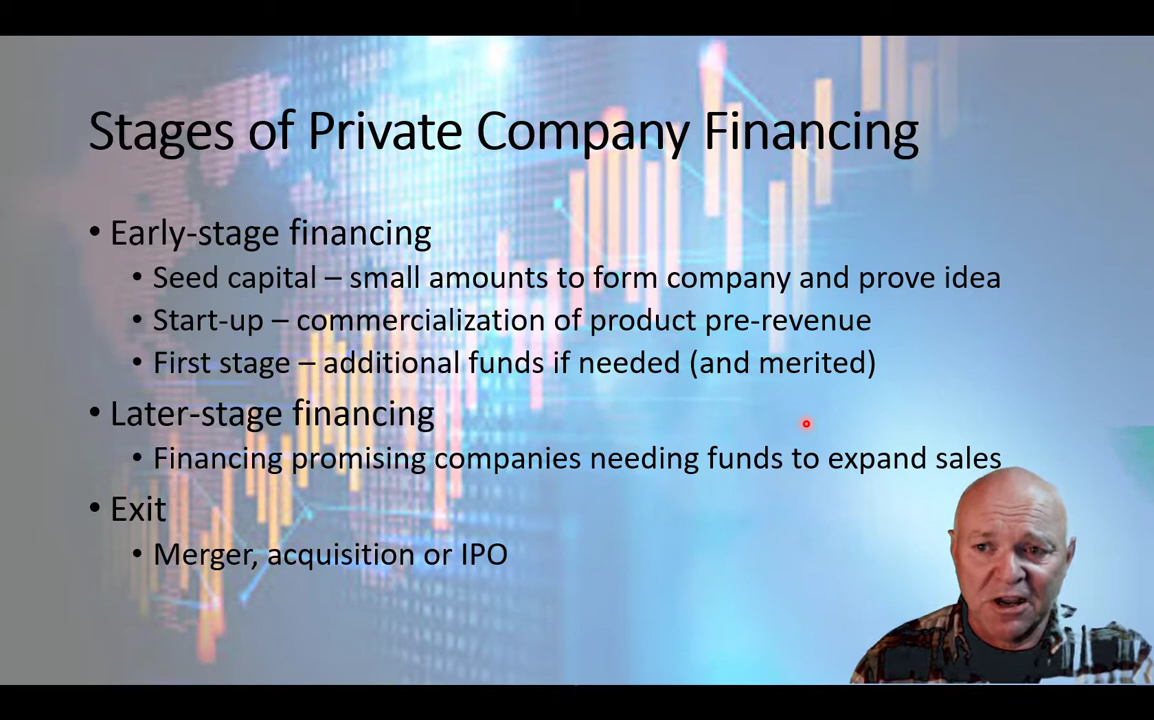 Stages of Private Company Financing
• Early-stage financing
• Seed capital – small amounts to form company and prove idea
• Start-up – commercialization of product pre-revenue
• First stage – additional funds if needed (and merited)
• Later-stage financing
• Financing promising companies needing funds to expand sales
• Exit
• Merger, acquisition or IPO